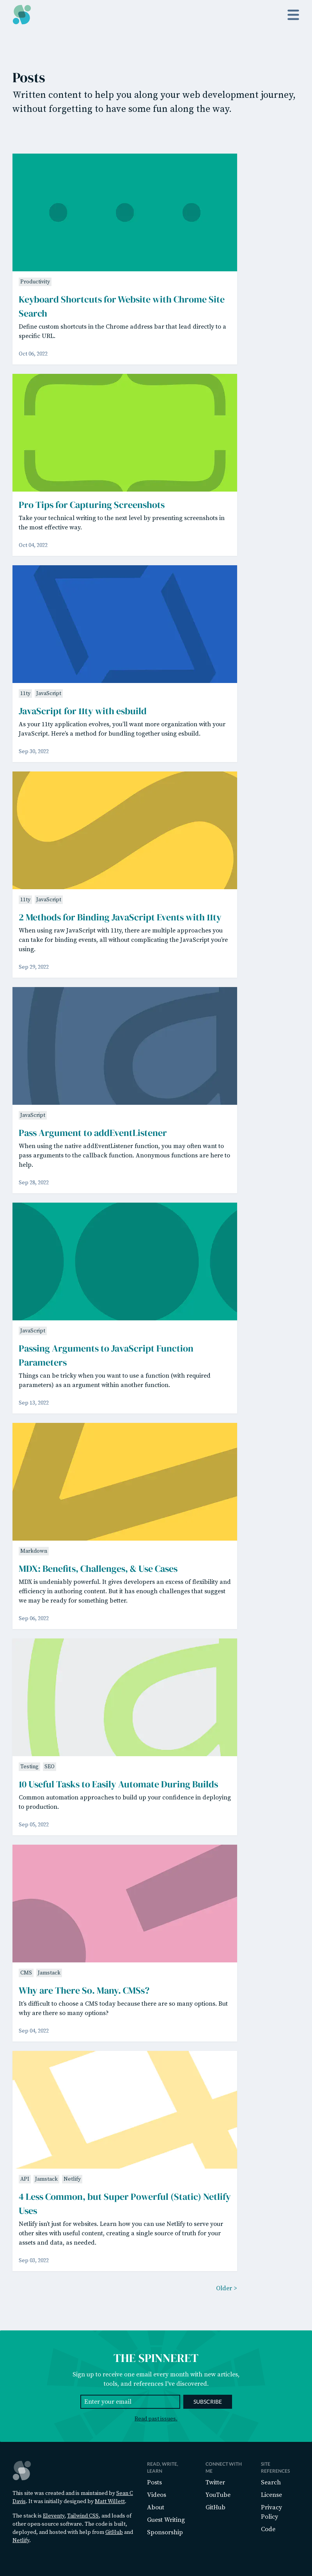 Posts
Written content to help you along your web development journey,
without forgetting to have some fun along the way.
Productivity
Keyboard Shortcuts for Website with Chrome Site
Search
Define custom shortcuts in the Chrome address bar that lead directly to a
specific URL.
Oct 06, 2022
Pro Tips for Capturing Screenshots
Take your technical writing to the next level by presenting screenshots in
the most effective way.
Oct 04, 2022
11ty JavaScript
JavaScript for 11ty with esbuild
As your 11ty application evolves, you'll want more organization with your
JavaScript. Here's a method for bundling together using esbuild.
Sep 30, 2022
11ty JavaScript
2 Methods for Binding JavaScript Events with 11ty
When using raw JavaScript with 11ty, there are multiple approaches you
can take for binding events, all without complicating the JavaScript you're
using.
Sep 29, 2022
JavaScript
Pass Argument to addEventListener
When using the native addEventListener function, you may often want to
pass arguments to the callback function. Anonymous functions are here to
help.
Sep 28, 2022
JavaScript
Passing Arguments to JavaScript Function
Parameters
Things can be tricky when you want to use a function (with required
parameters) as an argument within another function.
Sep 13, 2022
Markdown
MDX: Benefits, Challenges, & Use Cases
MDX is undeniably powerful. It gives developers an excess of flexibility and
efficiency in authoring content. But it has enough challenges that suggest
we may be ready for something better.
Sep 06, 2022
Testing SEO
10 Useful Tasks to Easily Automate During Builds
Common automation approaches to build up your confidence in deploying
to production.
Sep 05, 2022
CMS Jamstack
Why are There So. Many. CMSs?
It's difficult to choose a CMS today because there are so many options. But
why are there so many options?
Sep 04, 2022
API Jamstack Netlify
4 Less Common, but Super Powerful (Static) Netlify
Uses
Netlify isn't just for websites. Learn how you can use Netlify to serve your
other sites with useful content, creating a single source of truth for your
assets and data, as needed.
Sep 03, 2022
Older >
THE SPINNERET
Sign up to receive one email every month with new articles,
tools, and references I've discovered.
Enter your email
SUBSCRIBE
Read past issues.
This site was created and is maintained by Sean C
Davis. It was initially designed by Matt Willett.
The stack is Eleventy, Tailwind CSS, and loads of
other open-source software. The code is built,
deployed, and hosted with help from GitHub and
Netlify.
READ, WRITE,
LEARN
Posts
Videos
About
Guest Writing
Sponsorship
CONNECT WITH
ME
Twitter
YouTube
GitHub
SITE
REFERENCES
Search
License
Privacy
Policy
Code